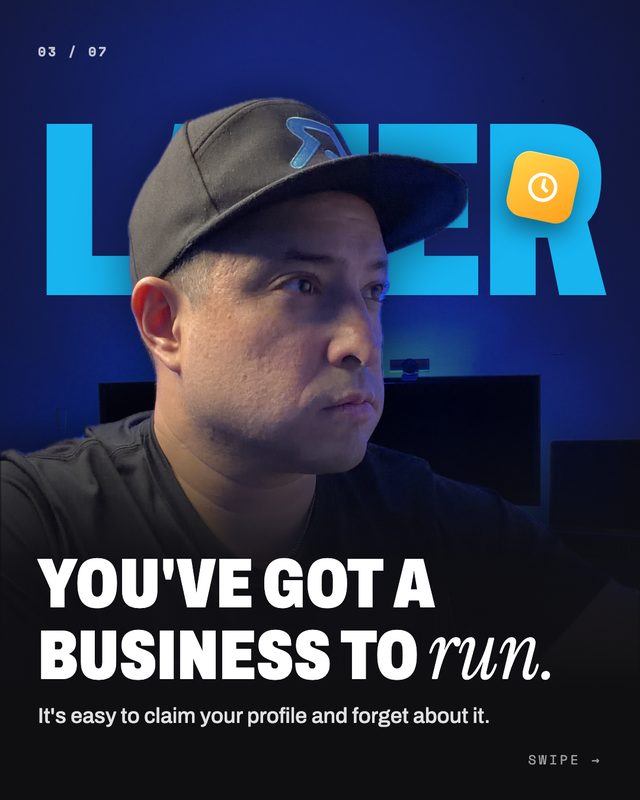 03 / 07
LATER
YOU'VE GOT A
BUSINESS TO run.
It's easy to claim your profile and forget about it.
SWIPE →